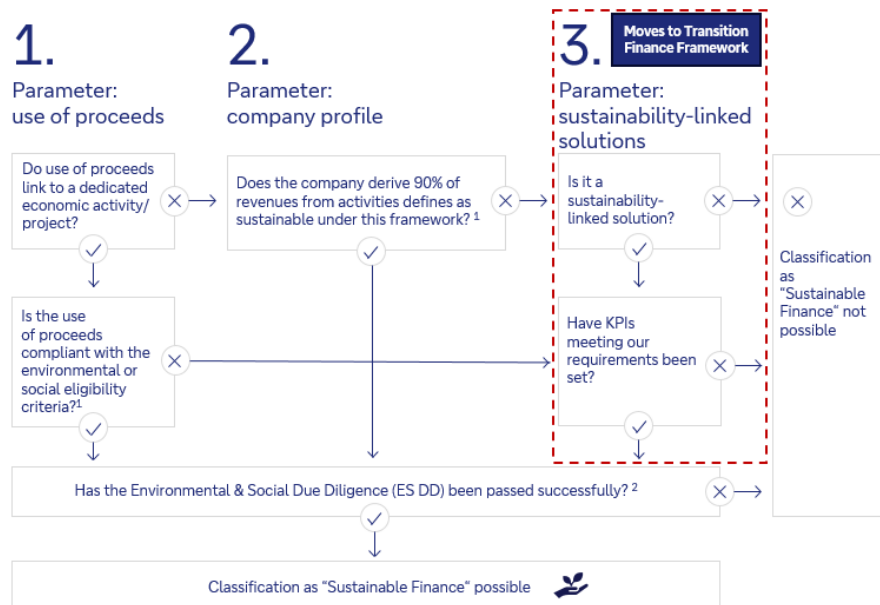 1.
Parameter:
use of proceeds
2.
Parameter:
company profile
3.
Moves to Transition
Finance Framework
Parameter:
sustainability-linked
solutions
Do use of proceeds
link to a dedicated
economic activity/
project?
Does the company derive 90% of
revenues from activities defines as
sustainable under this framework? 1
Is it a
sustainability-
linked solution?
Classification
as
“Sustainable
Finance“ not
possible
Is the use
of proceeds
compliant with the
environmental or
social eligibility
criteria?1
Have KPIs
meeting our
requirements been
set?
Has the Environmental & Social Due Diligence (ES DD) been passed successfully? 2
Classification as “Sustainable Finance“ possible